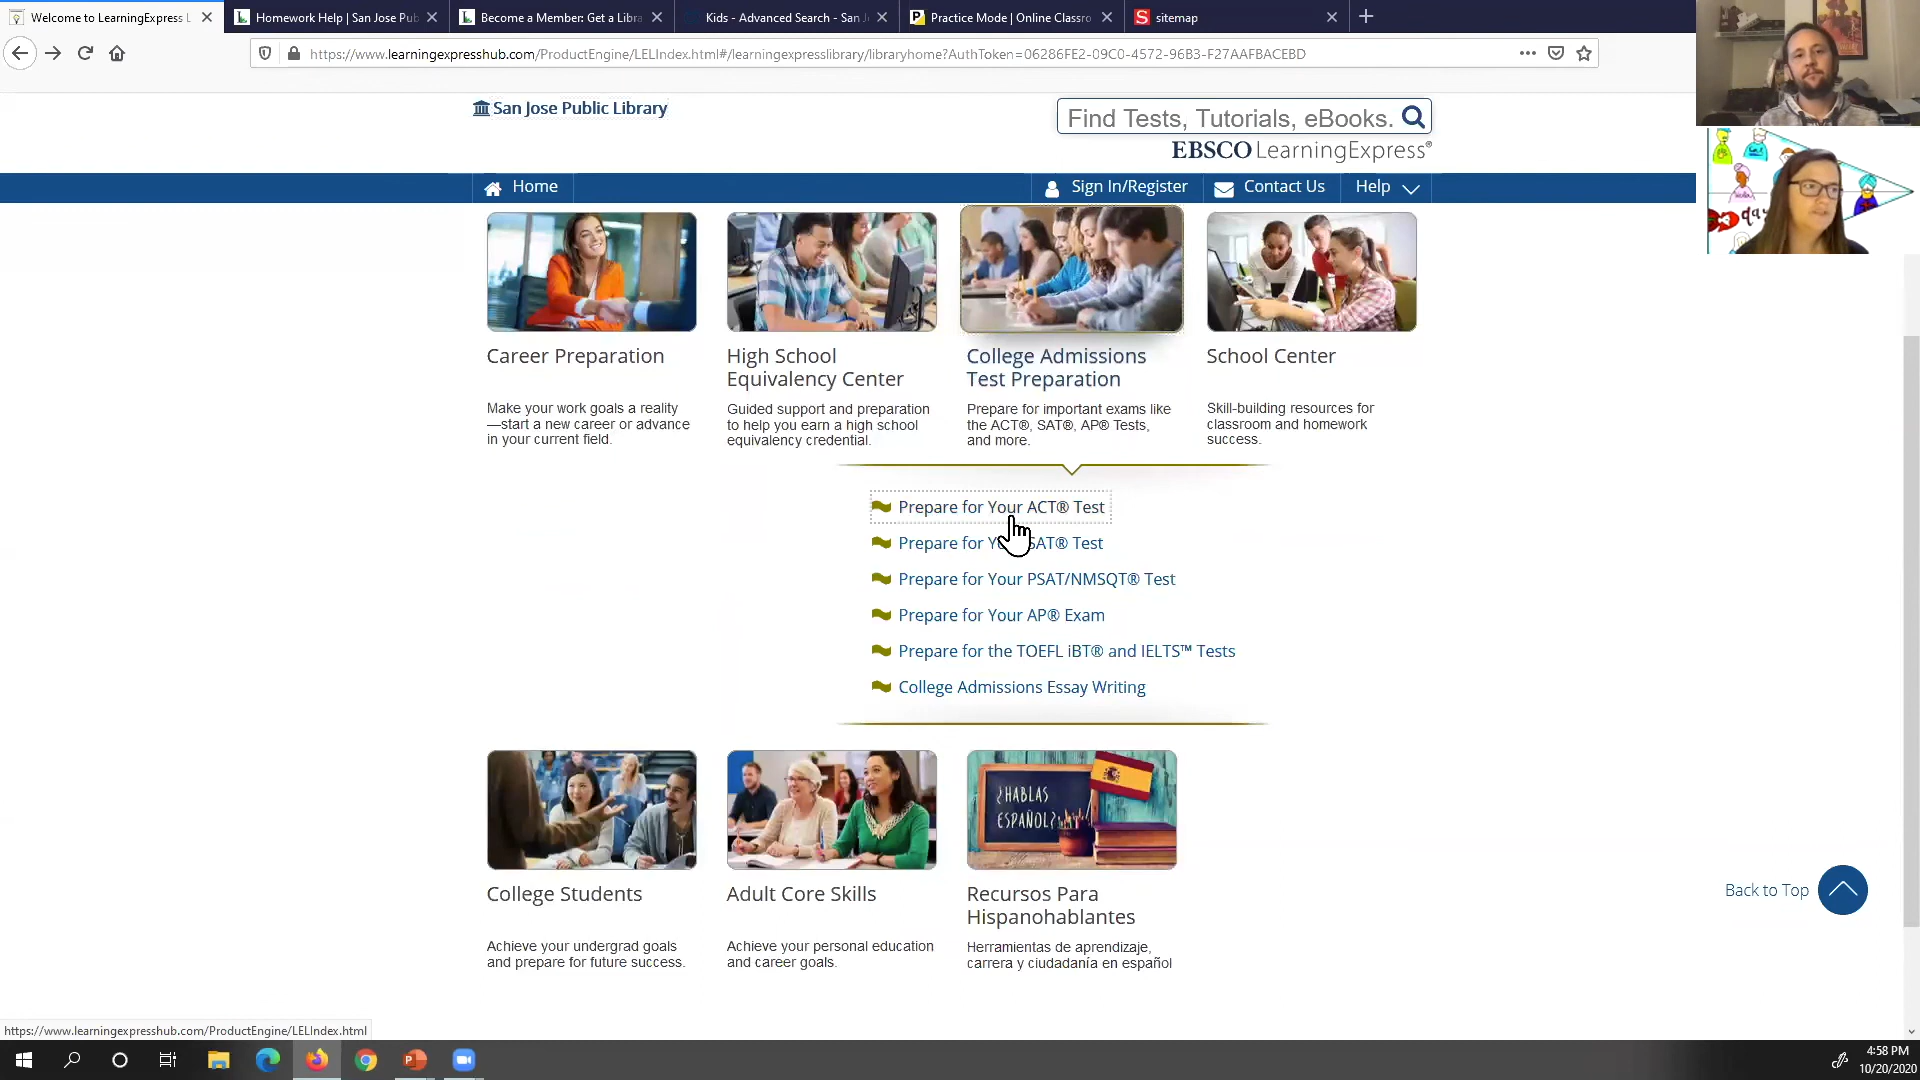 Welcome to LearningExpress L
Homework Help | San Jose Pub
Become a Member: Get a Libra
Kids - Advanced Search - San J
Practice Mode | Online Classro
sitemap
https://www.learningexpresshub.com/ProductEngine/LELIndex.html#/learningexpresslibrary/libraryhome?AuthToken=06286FE2-09C0-4572-96B3-F27AAFBACEBD
San Jose Public Library
Find Tests, Tutorials, eBooks.
EBSCO LearningExpress®
Home
Sign In/Register
Contact Us
Help
Career Preparation
Make your work goals a reality
—start a new career or advance
in your current field.
High School
Equivalency Center
Guided support and preparation
to help you earn a high school
equivalency credential.
College Admissions
Test Preparation
Prepare for important exams like
the ACT®, SAT®, AP® Tests,
and more.
School Center
Skill-building resources for
classroom and homework
success.
Prepare for Your ACT® Test
Prepare for SAT® Test
Prepare for Your PSAT/NMSQT® Test
Prepare for Your AP® Exam
Prepare for the TOEFL iBT® and IELTS™ Tests
College Admissions Essay Writing
¿HABLAS
ESPAÑOL?
College Students
Achieve your undergrad goals
and prepare for future success.
Adult Core Skills
Achieve your personal education
and career goals.
Recursos Para
Hispanohablantes
Herramientas de aprendizaje,
carrera y ciudadanía en español
Back to Top
https://www.learningexpresshub.com/ProductEngine/LELIndex.html
4:58 PM
10/20/2020